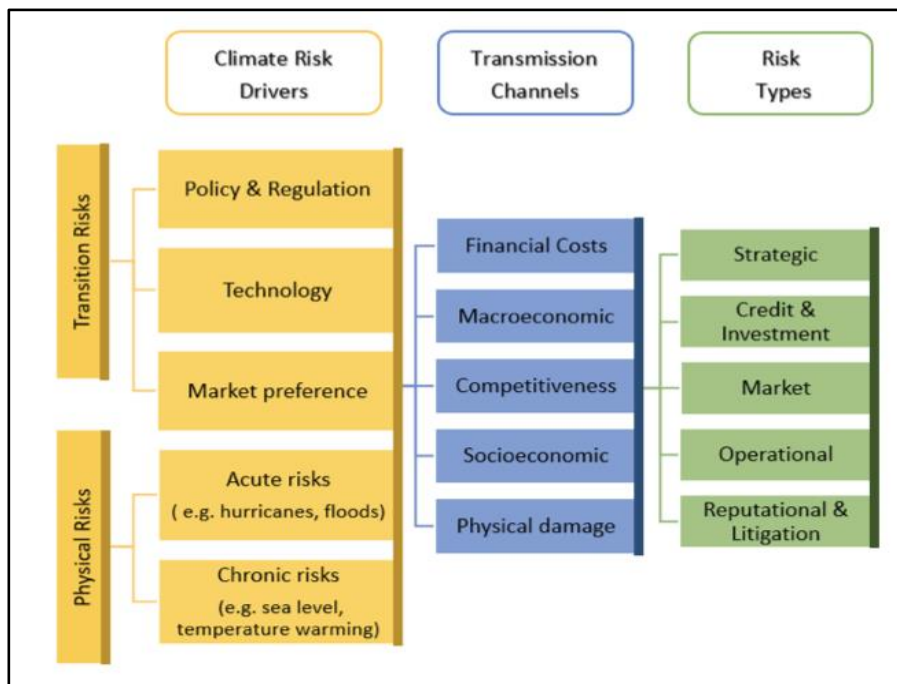 Climate Risk
Drivers
Transmission
Channels
Risk
Types
Transition Risks
Policy & Regulation
Technology
Market preference
Physical Risks
Acute risks
( e.g. hurricanes, floods)
Chronic risks
(e.g. sea level,
temperature warming)
Financial Costs
Macroeconomic
Competitiveness
Socioeconomic
Physical damage
Strategic
Credit &
Investment
Market
Operational
Reputational &
Litigation